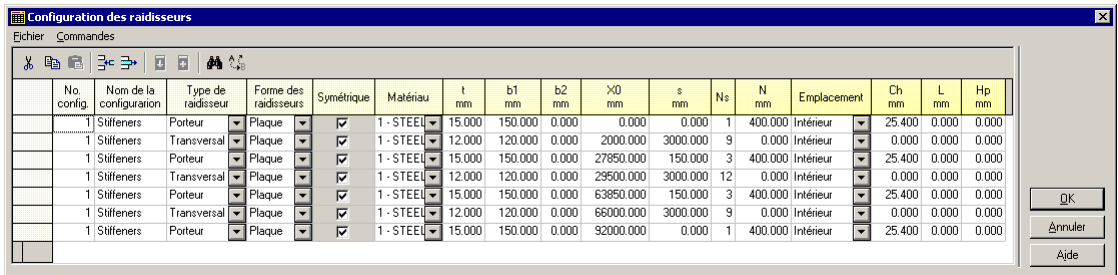 Configuration des raidisseurs
Fichier Commandes
No. config. Nom de la configurarion Type de raidisseur Forme des raidisseurs Symétrique Matériau t mm b1 mm b2 mm X0 mm s mm Ns N mm Emplacement Ch mm L mm Hp mm
1 Stiffeners Porteur Plaque 1 - STEEL 15.000 150.000 0.000 0.000 0.000 1 400.000 Intérieur 25.400 0.000 0.000
1 Stiffeners Transversal Plaque 1 - STEEL 12.000 120.000 0.000 2000.000 3000.000 9 0.000 Intérieur 0.000 0.000 0.000
1 Stiffeners Porteur Plaque 1 - STEEL 15.000 150.000 0.000 27850.000 150.000 3 400.000 Intérieur 25.400 0.000 0.000
1 Stiffeners Transversal Plaque 1 - STEEL 12.000 120.000 0.000 29500.000 3000.000 12 0.000 Intérieur 0.000 0.000 0.000
1 Stiffeners Porteur Plaque 1 - STEEL 15.000 150.000 0.000 63850.000 150.000 3 400.000 Intérieur 25.400 0.000 0.000
1 Stiffeners Transversal Plaque 1 - STEEL 12.000 120.000 0.000 66000.000 3000.000 9 0.000 Intérieur 0.000 0.000 0.000
1 Stiffeners Porteur Plaque 1 - STEEL 15.000 150.000 0.000 92000.000 0.000 1 400.000 Intérieur 25.400 0.000 0.000
OK
Annuler
Aide